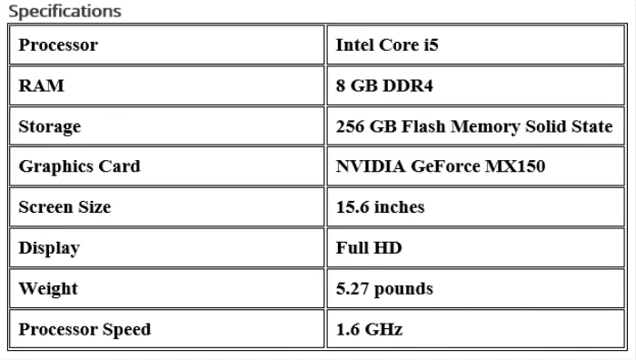 Specifications
Processor Intel Core i5
RAM 8 GB DDR4
Storage 256 GB Flash Memory Solid State
Graphics Card NVIDIA GeForce MX150
Screen Size 15.6 inches
Display Full HD
Weight 5.27 pounds
Processor Speed 1.6 GHz